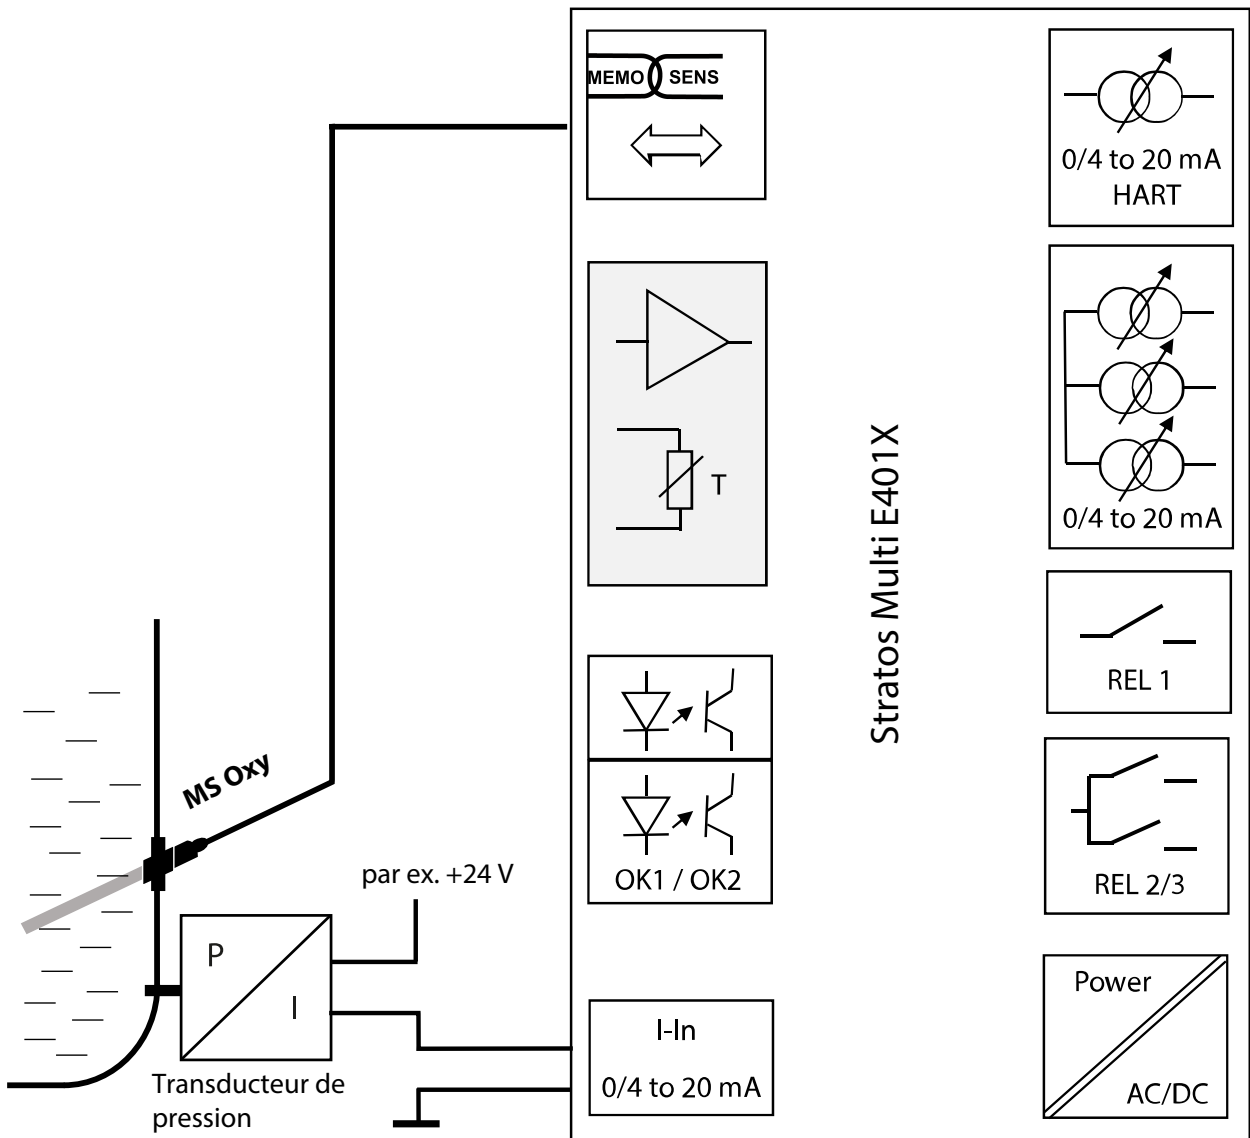 MEMO SENS
0/4 to 20 mA
HART
T
0/4 to 20 mA
Stratos Multi E401X
REL 1
MS Oxy
OK1 / OK2
REL 2/3
par ex. +24 V
P
I
Transducteur de
pression
I-In
0/4 to 20 mA
Power
AC/DC